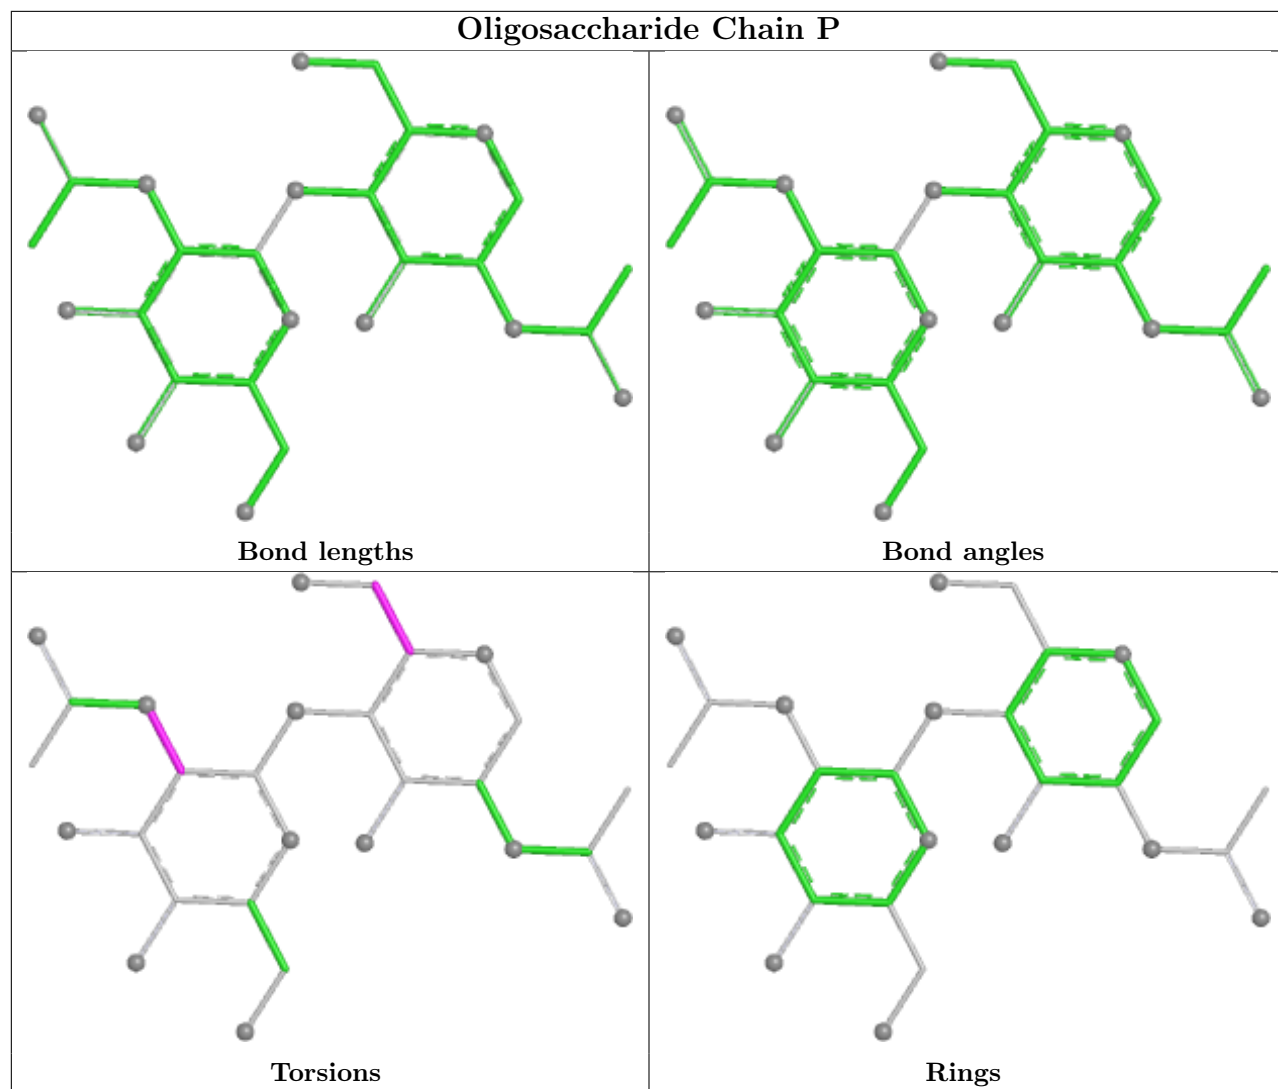 Oligosaccharide Chain P
Bond lengths
Bond angles
Torsions
Rings